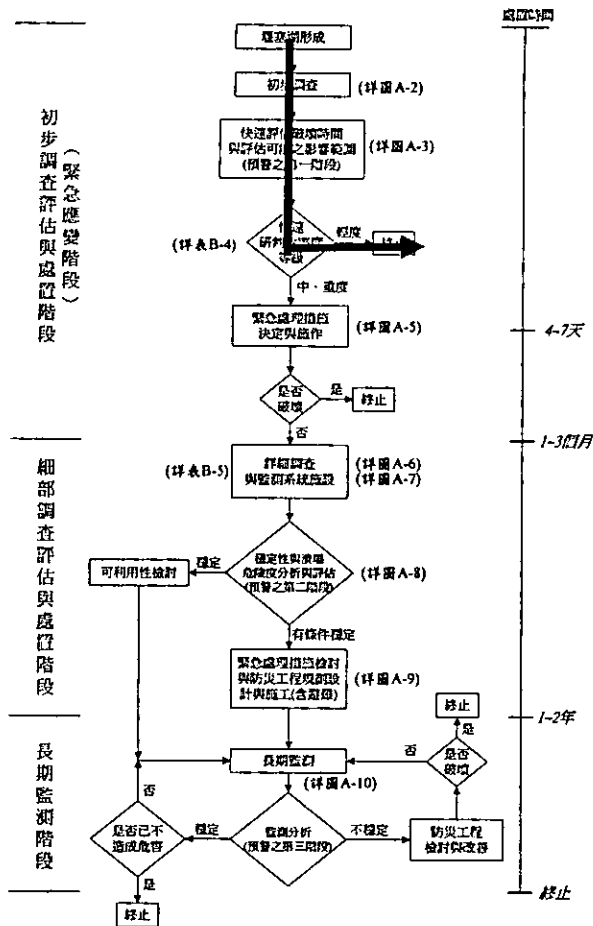 處置時間
堰塞湖形成
初步調查
(詳圖A-2)
快速評估破壞時間
與評估可能之影響範圍
(預警之第一階段)
(詳圖A-3)
快速
等級
(詳表B-4)
輕度
中、重度
緊急處理措施
決定與施作
(詳圖A-5)
4~7天
是否
破壞
是
終止
否
1~3個月
初步調查評估與處置階段
(緊急應變階段)
詳細調查
與監測系統施設
(詳表B-5)
(詳圖A-6)
(詳圖A-7)
穩定性與潰壩
危險度分析與評估
(預警之第二階段)
(詳圖A-8)
穩定
可利用性檢討
有條件穩定
緊急處理措施檢討
與防災工程規劃設
計與施工(含避難)
(詳圖A-9)
細部調查評估與處置階段
1~2年
終止
是
是否
破壞
否
長期監測
(詳圖A-10)
監測分析
(預警之第三階段)
穩定
不穩定
防災工程
檢討與改善
否
是否已不
造成危害
是
終止
長期監測階段
終止